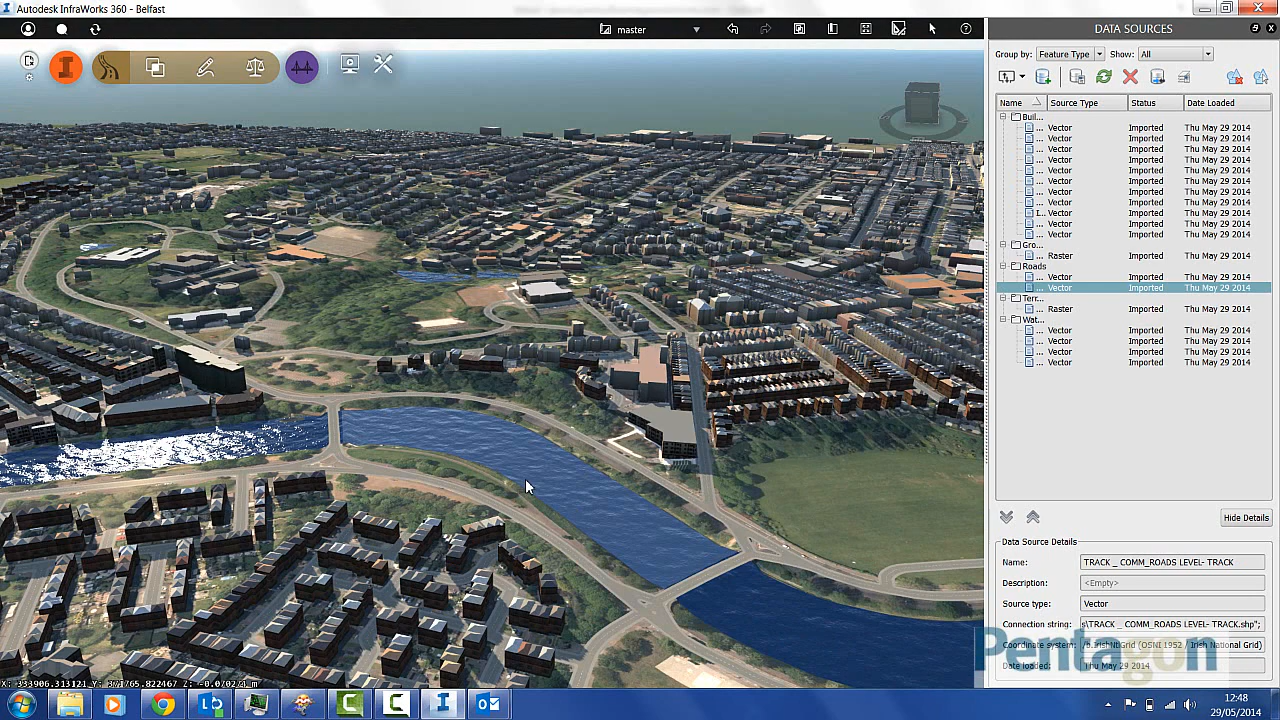 Autodesk InfraWorks 360 - Belfast
master
DATA SOURCES
Group by: Feature Type Show: All
Name Source Type Status Date Loaded
Buil...
... Vector Imported Thu May 29 2014
... Vector Imported Thu May 29 2014
... Vector Imported Thu May 29 2014
... Vector Imported Thu May 29 2014
... Vector Imported Thu May 29 2014
... Vector Imported Thu May 29 2014
... Vector Imported Thu May 29 2014
... Vector Imported Thu May 29 2014
I... Vector Imported Thu May 29 2014
... Vector Imported Thu May 29 2014
... Vector Imported Thu May 29 2014
Gro...
... Raster Imported Thu May 29 2014
Roads
... Vector Imported Thu May 29 2014
... Vector Imported Thu May 29 2014
Terr...
... Raster Imported Thu May 29 2014
Wat...
... Vector Imported Thu May 29 2014
... Vector Imported Thu May 29 2014
... Vector Imported Thu May 29 2014
... Vector Imported Thu May 29 2014
Hide Details
Data Source Details
Name: TRACK _ COMM_ROADS LEVEL- TRACK
Description: <Empty>
Source type: Vector
Connection string: s\TRACK _ COMM_ROADS LEVEL- TRACK.shp";
Coordinate system: (OSNI 1952 / Irish National Grid)
Date loaded: Thu May 29 2014
Pentagon
12:48
29/05/2014